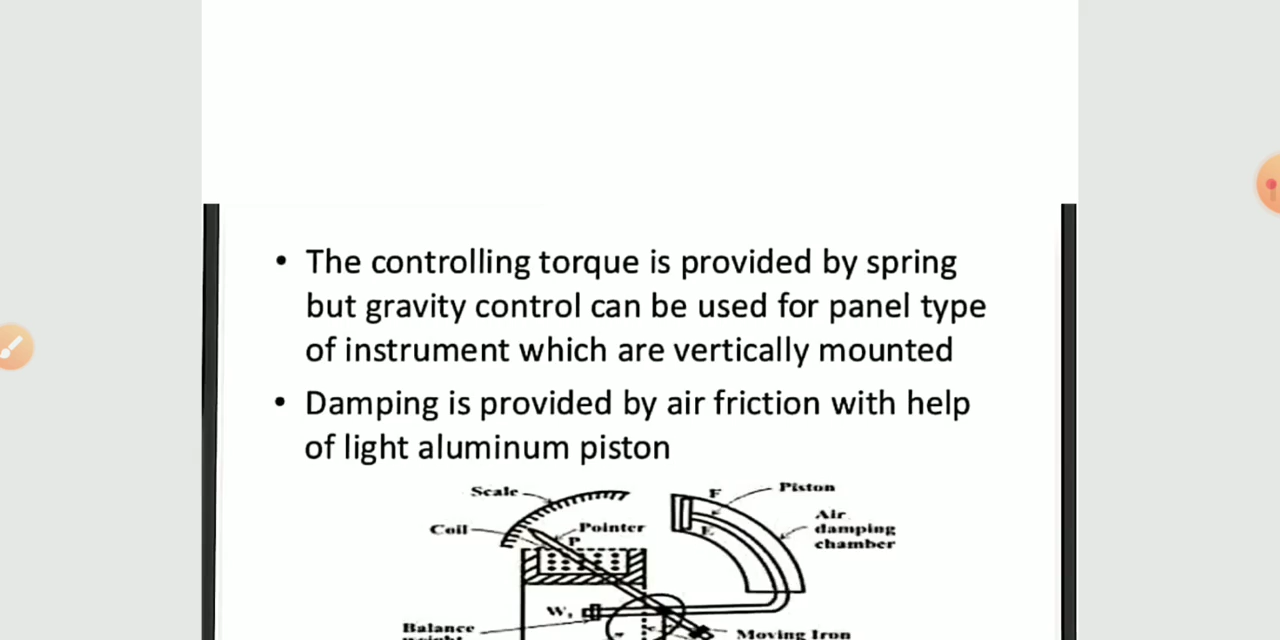 • The controlling torque is provided by spring
but gravity control can be used for panel type
of instrument which are vertically mounted
• Damping is provided by air friction with help
of light aluminum piston
Scale
F
Piston
Coil
Pointer
P
E
Air
damping
chamber
W,
Balance
Moving Iron